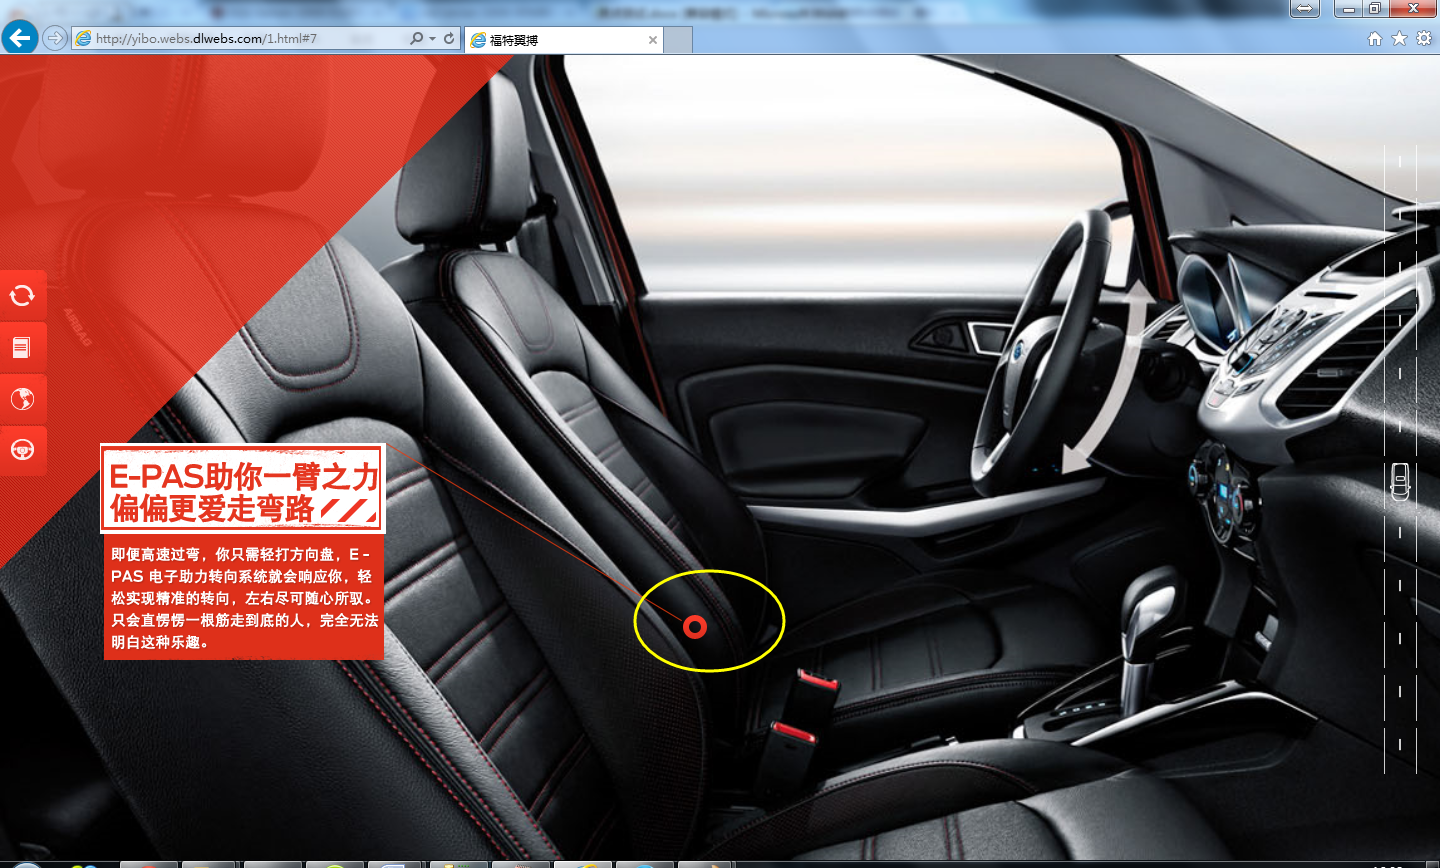 http://yibo.webs.dlwebs.com/1.html#7
福特翼搏
AIRBAG
E-PAS助你一臂之力
偏偏更爱走弯路
即便高速过弯，你只需轻打方向盘，E-
PAS 电子助力转向系统就会响应你，轻
松实现精准的转向，左右尽可随心所驭。
只会直愣愣一根筋走到底的人，完全无法
明白这种乐趣。